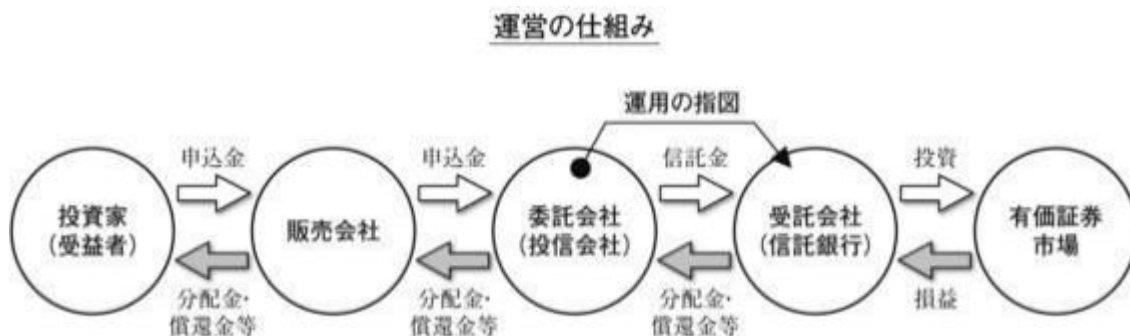 運営の仕組み
運用の指図
申込金
申込金
信託金
投資
投資家
(受益者)
販売会社
委託会社
(投信会社)
受託会社
(信託銀行)
有価証券
市場
分配金・
償還金等
分配金・
償還金等
分配金・
償還金等
損益